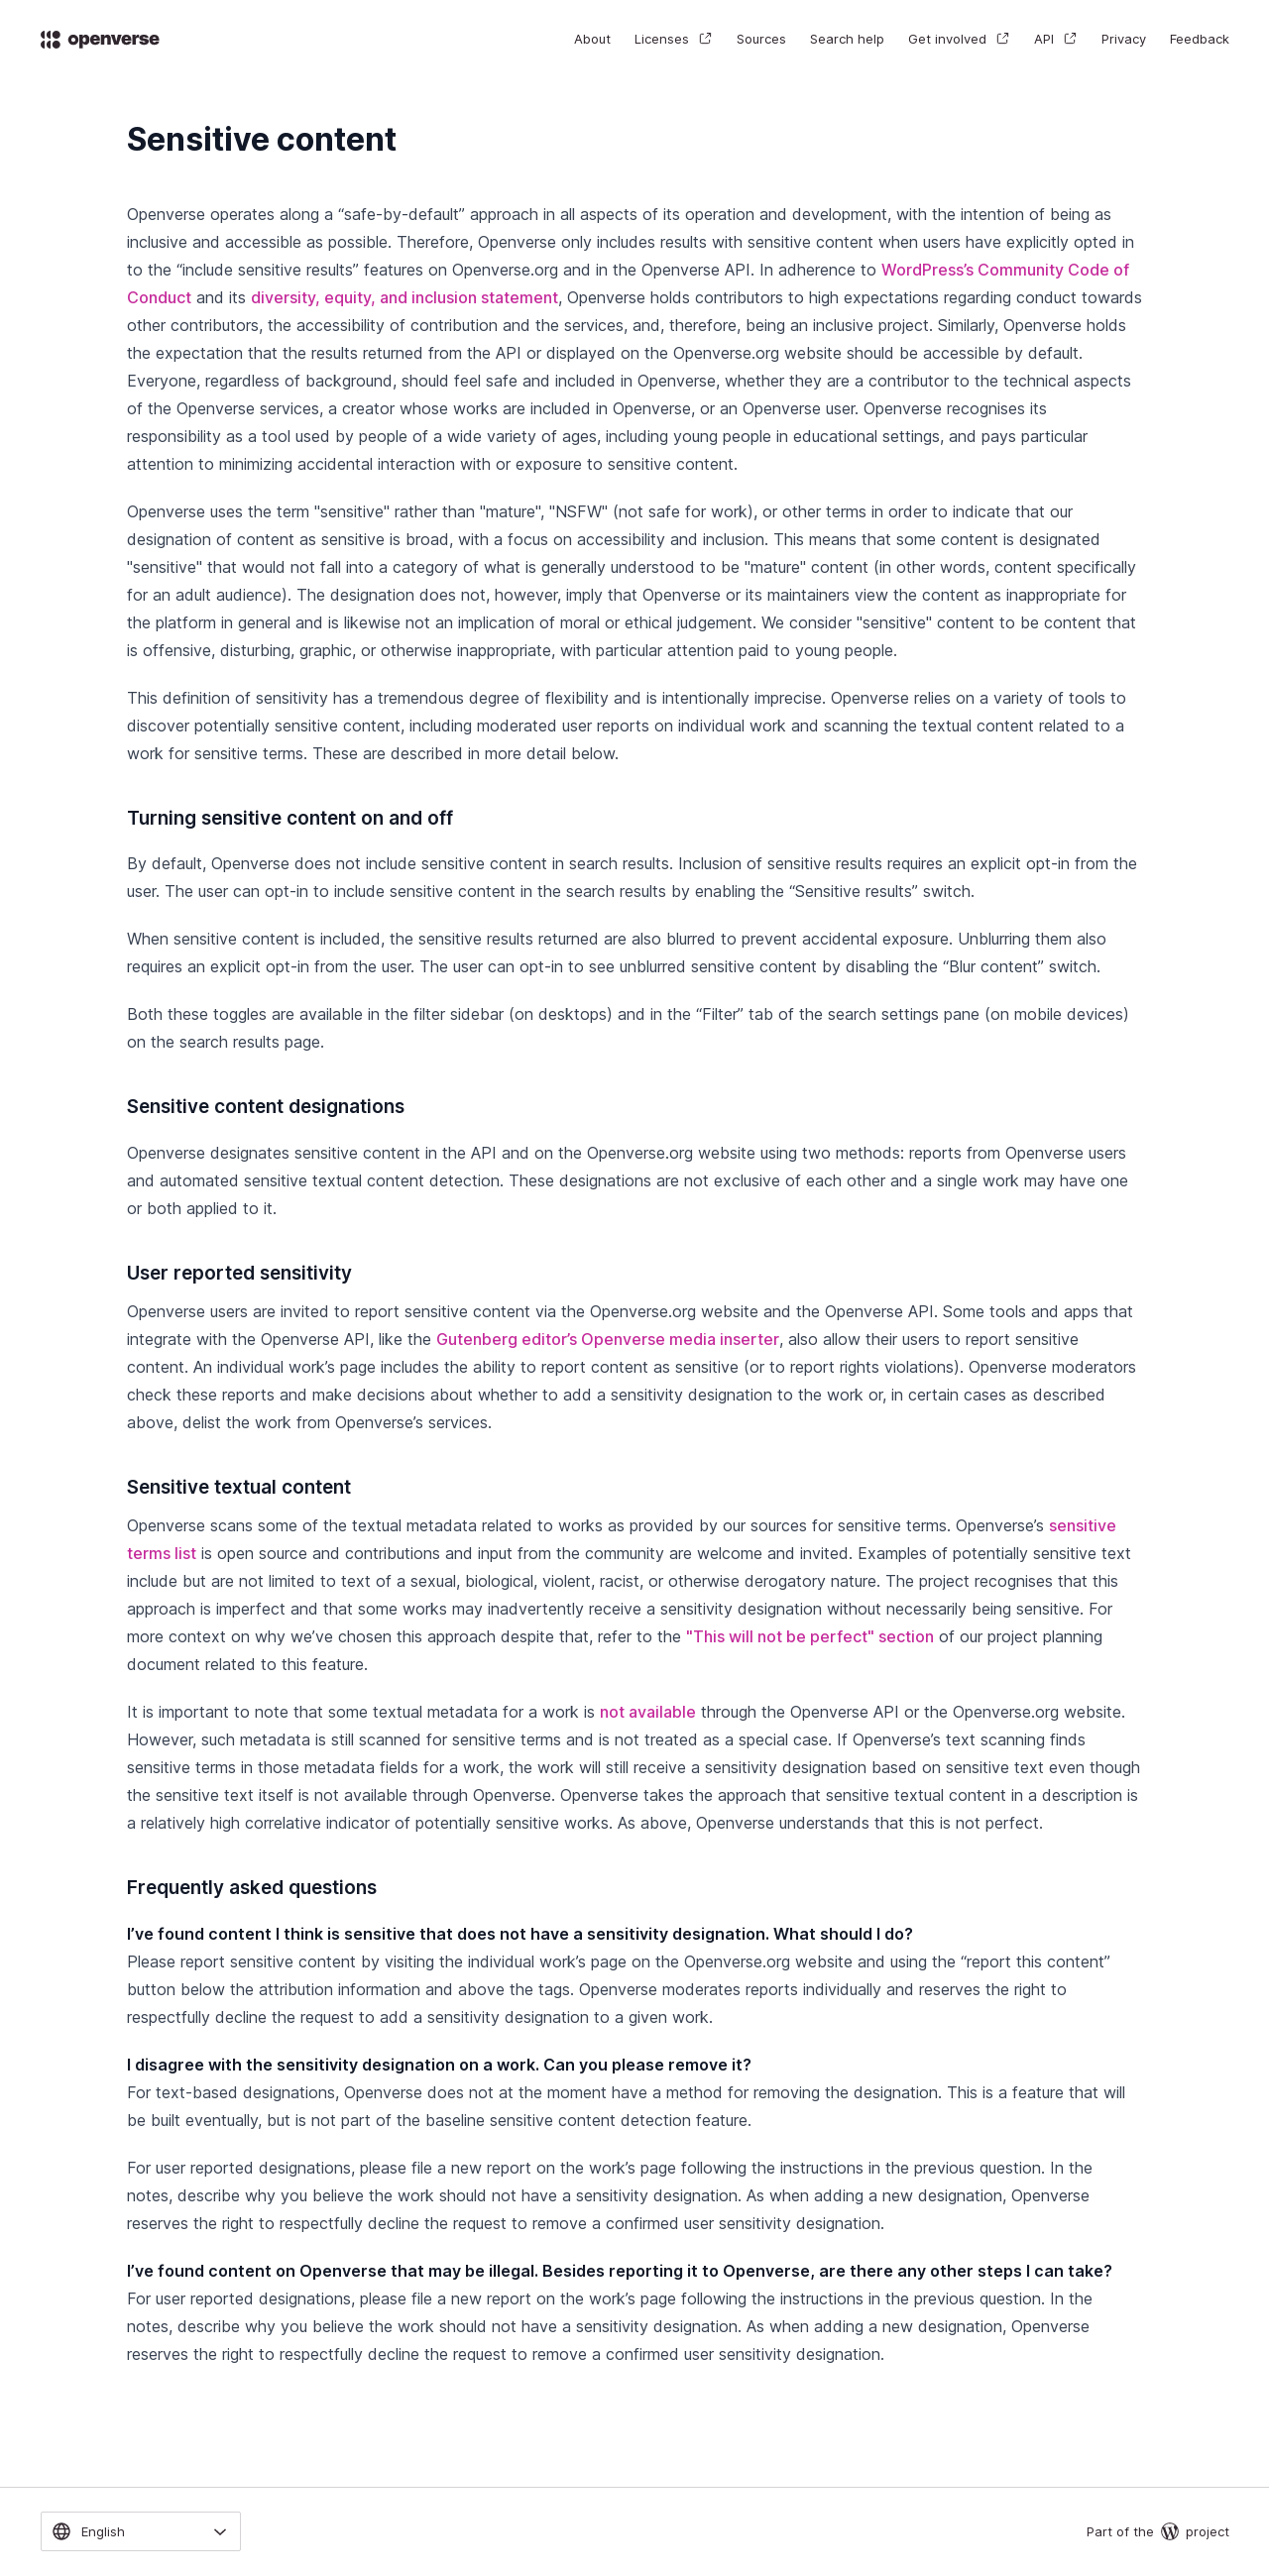 openverse
About Licenses Sources Search help Get involved API Privacy Feedback
Sensitive content
Openverse operates along a “safe-by-default” approach in all aspects of its operation and development, with the intention of being as
inclusive and accessible as possible. Therefore, Openverse only includes results with sensitive content when users have explicitly opted in
to the “include sensitive results” features on Openverse.org and in the Openverse API. In adherence to WordPress’s Community Code of
Conduct and its diversity, equity, and inclusion statement, Openverse holds contributors to high expectations regarding conduct towards
other contributors, the accessibility of contribution and the services, and, therefore, being an inclusive project. Similarly, Openverse holds
the expectation that the results returned from the API or displayed on the Openverse.org website should be accessible by default.
Everyone, regardless of background, should feel safe and included in Openverse, whether they are a contributor to the technical aspects
of the Openverse services, a creator whose works are included in Openverse, or an Openverse user. Openverse recognises its
responsibility as a tool used by people of a wide variety of ages, including young people in educational settings, and pays particular
attention to minimizing accidental interaction with or exposure to sensitive content.
Openverse uses the term "sensitive" rather than "mature", "NSFW" (not safe for work), or other terms in order to indicate that our
designation of content as sensitive is broad, with a focus on accessibility and inclusion. This means that some content is designated
"sensitive" that would not fall into a category of what is generally understood to be "mature" content (in other words, content specifically
for an adult audience). The designation does not, however, imply that Openverse or its maintainers view the content as inappropriate for
the platform in general and is likewise not an implication of moral or ethical judgement. We consider "sensitive" content to be content that
is offensive, disturbing, graphic, or otherwise inappropriate, with particular attention paid to young people.
This definition of sensitivity has a tremendous degree of flexibility and is intentionally imprecise. Openverse relies on a variety of tools to
discover potentially sensitive content, including moderated user reports on individual work and scanning the textual content related to a
work for sensitive terms. These are described in more detail below.
Turning sensitive content on and off
By default, Openverse does not include sensitive content in search results. Inclusion of sensitive results requires an explicit opt-in from the
user. The user can opt-in to include sensitive content in the search results by enabling the “Sensitive results” switch.
When sensitive content is included, the sensitive results returned are also blurred to prevent accidental exposure. Unblurring them also
requires an explicit opt-in from the user. The user can opt-in to see unblurred sensitive content by disabling the “Blur content” switch.
Both these toggles are available in the filter sidebar (on desktops) and in the “Filter” tab of the search settings pane (on mobile devices)
on the search results page.
Sensitive content designations
Openverse designates sensitive content in the API and on the Openverse.org website using two methods: reports from Openverse users
and automated sensitive textual content detection. These designations are not exclusive of each other and a single work may have one
or both applied to it.
User reported sensitivity
Openverse users are invited to report sensitive content via the Openverse.org website and the Openverse API. Some tools and apps that
integrate with the Openverse API, like the Gutenberg editor’s Openverse media inserter, also allow their users to report sensitive
content. An individual work’s page includes the ability to report content as sensitive (or to report rights violations). Openverse moderators
check these reports and make decisions about whether to add a sensitivity designation to the work or, in certain cases as described
above, delist the work from Openverse’s services.
Sensitive textual content
Openverse scans some of the textual metadata related to works as provided by our sources for sensitive terms. Openverse’s sensitive
terms list is open source and contributions and input from the community are welcome and invited. Examples of potentially sensitive text
include but are not limited to text of a sexual, biological, violent, racist, or otherwise derogatory nature. The project recognises that this
approach is imperfect and that some works may inadvertently receive a sensitivity designation without necessarily being sensitive. For
more context on why we’ve chosen this approach despite that, refer to the "This will not be perfect" section of our project planning
document related to this feature.
It is important to note that some textual metadata for a work is not available through the Openverse API or the Openverse.org website.
However, such metadata is still scanned for sensitive terms and is not treated as a special case. If Openverse’s text scanning finds
sensitive terms in those metadata fields for a work, the work will still receive a sensitivity designation based on sensitive text even though
the sensitive text itself is not available through Openverse. Openverse takes the approach that sensitive textual content in a description is
a relatively high correlative indicator of potentially sensitive works. As above, Openverse understands that this is not perfect.
Frequently asked questions
I’ve found content I think is sensitive that does not have a sensitivity designation. What should I do?
Please report sensitive content by visiting the individual work’s page on the Openverse.org website and using the “report this content”
button below the attribution information and above the tags. Openverse moderates reports individually and reserves the right to
respectfully decline the request to add a sensitivity designation to a given work.
I disagree with the sensitivity designation on a work. Can you please remove it?
For text-based designations, Openverse does not at the moment have a method for removing the designation. This is a feature that will
be built eventually, but is not part of the baseline sensitive content detection feature.
For user reported designations, please file a new report on the work’s page following the instructions in the previous question. In the
notes, describe why you believe the work should not have a sensitivity designation. As when adding a new designation, Openverse
reserves the right to respectfully decline the request to remove a confirmed user sensitivity designation.
I’ve found content on Openverse that may be illegal. Besides reporting it to Openverse, are there any other steps I can take?
For user reported designations, please file a new report on the work’s page following the instructions in the previous question. In the
notes, describe why you believe the work should not have a sensitivity designation. As when adding a new designation, Openverse
reserves the right to respectfully decline the request to remove a confirmed user sensitivity designation.
English
Part of the project